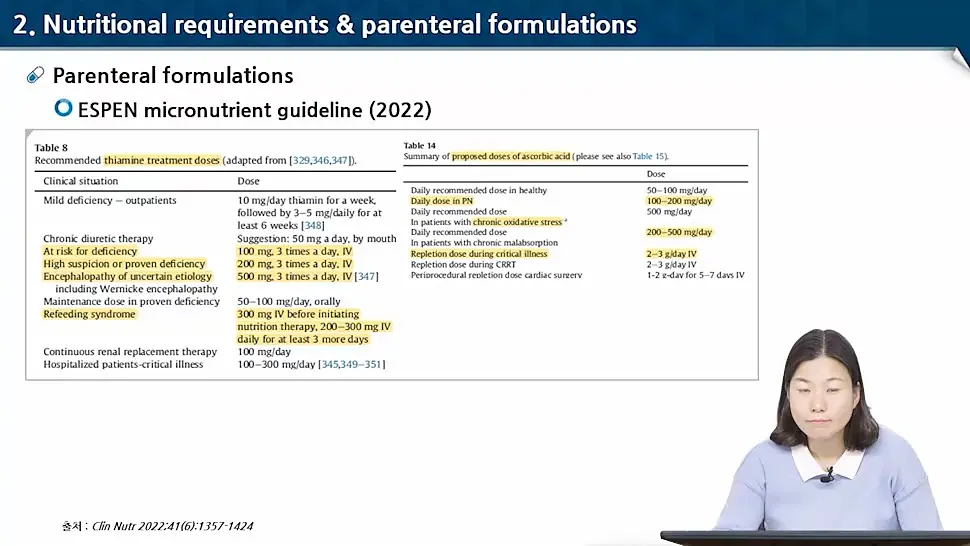 2. Nutritional requirements & parenteral formulations
Parenteral formulations
ESPEN micronutrient guideline (2022)
Table 8
Recommended thiamine treatment doses (adapted from [329,346,347]).
Clinical situation Dose
Mild deficiency – outpatients 10 mg/day thiamin for a week,
followed by 3–5 mg/daily for at
least 6 weeks [348]
Chronic diuretic therapy Suggestion: 50 mg a day, by mouth
At risk for deficiency 100 mg, 3 times a day, IV
High suspicion or proven deficiency 200 mg, 3 times a day, IV
Encephalopathy of uncertain etiology 500 mg, 3 times a day, IV [347]
including Wernicke encephalopathy
Maintenance dose in proven deficiency 50–100 mg/day, orally
Refeeding syndrome 300 mg IV before initiating
nutrition therapy, 200–300 mg IV
daily for at least 3 more days
Continuous renal replacement therapy 100 mg/day
Hospitalized patients-critical illness 100–300 mg/day [345,349–351]
Table 14
Summary of proposed doses of ascorbic acid (please see also Table 15).
Dose
Daily recommended dose in healthy 50–100 mg/day
Daily dose in PN 100–200 mg/day
Daily recommended dose 500 mg/day
In patients with chronic oxidative stress a
Daily recommended dose 200–500 mg/day
In patients with chronic malabsorption
Repletion dose during critical illness 2–3 g/day IV
Repletion dose during CRRT 2–3 g/day IV
Periprocedural repletion dose cardiac surgery 1-2 g-day for 5–7 days IV
출처 : Clin Nutr 2022;41(6):1357-1424